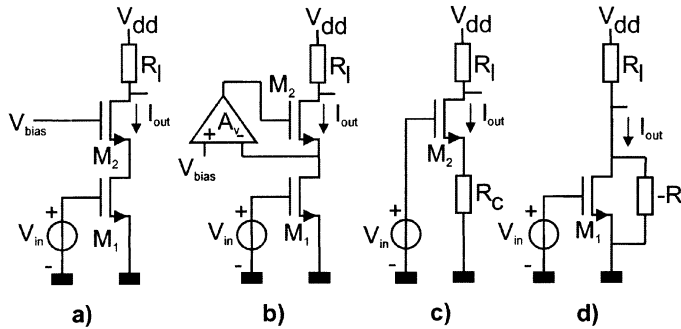 Vdd Vdd Vdd Vdd
Rl Rl Rl Rl
M2
Vbias M2 Iout
Av + - Vbias Iout
M2 Iout
Iout
Vin + - M1
Vin + - M1
Vin + - Rc
Vin + - M1 -R
a) b) c) d)